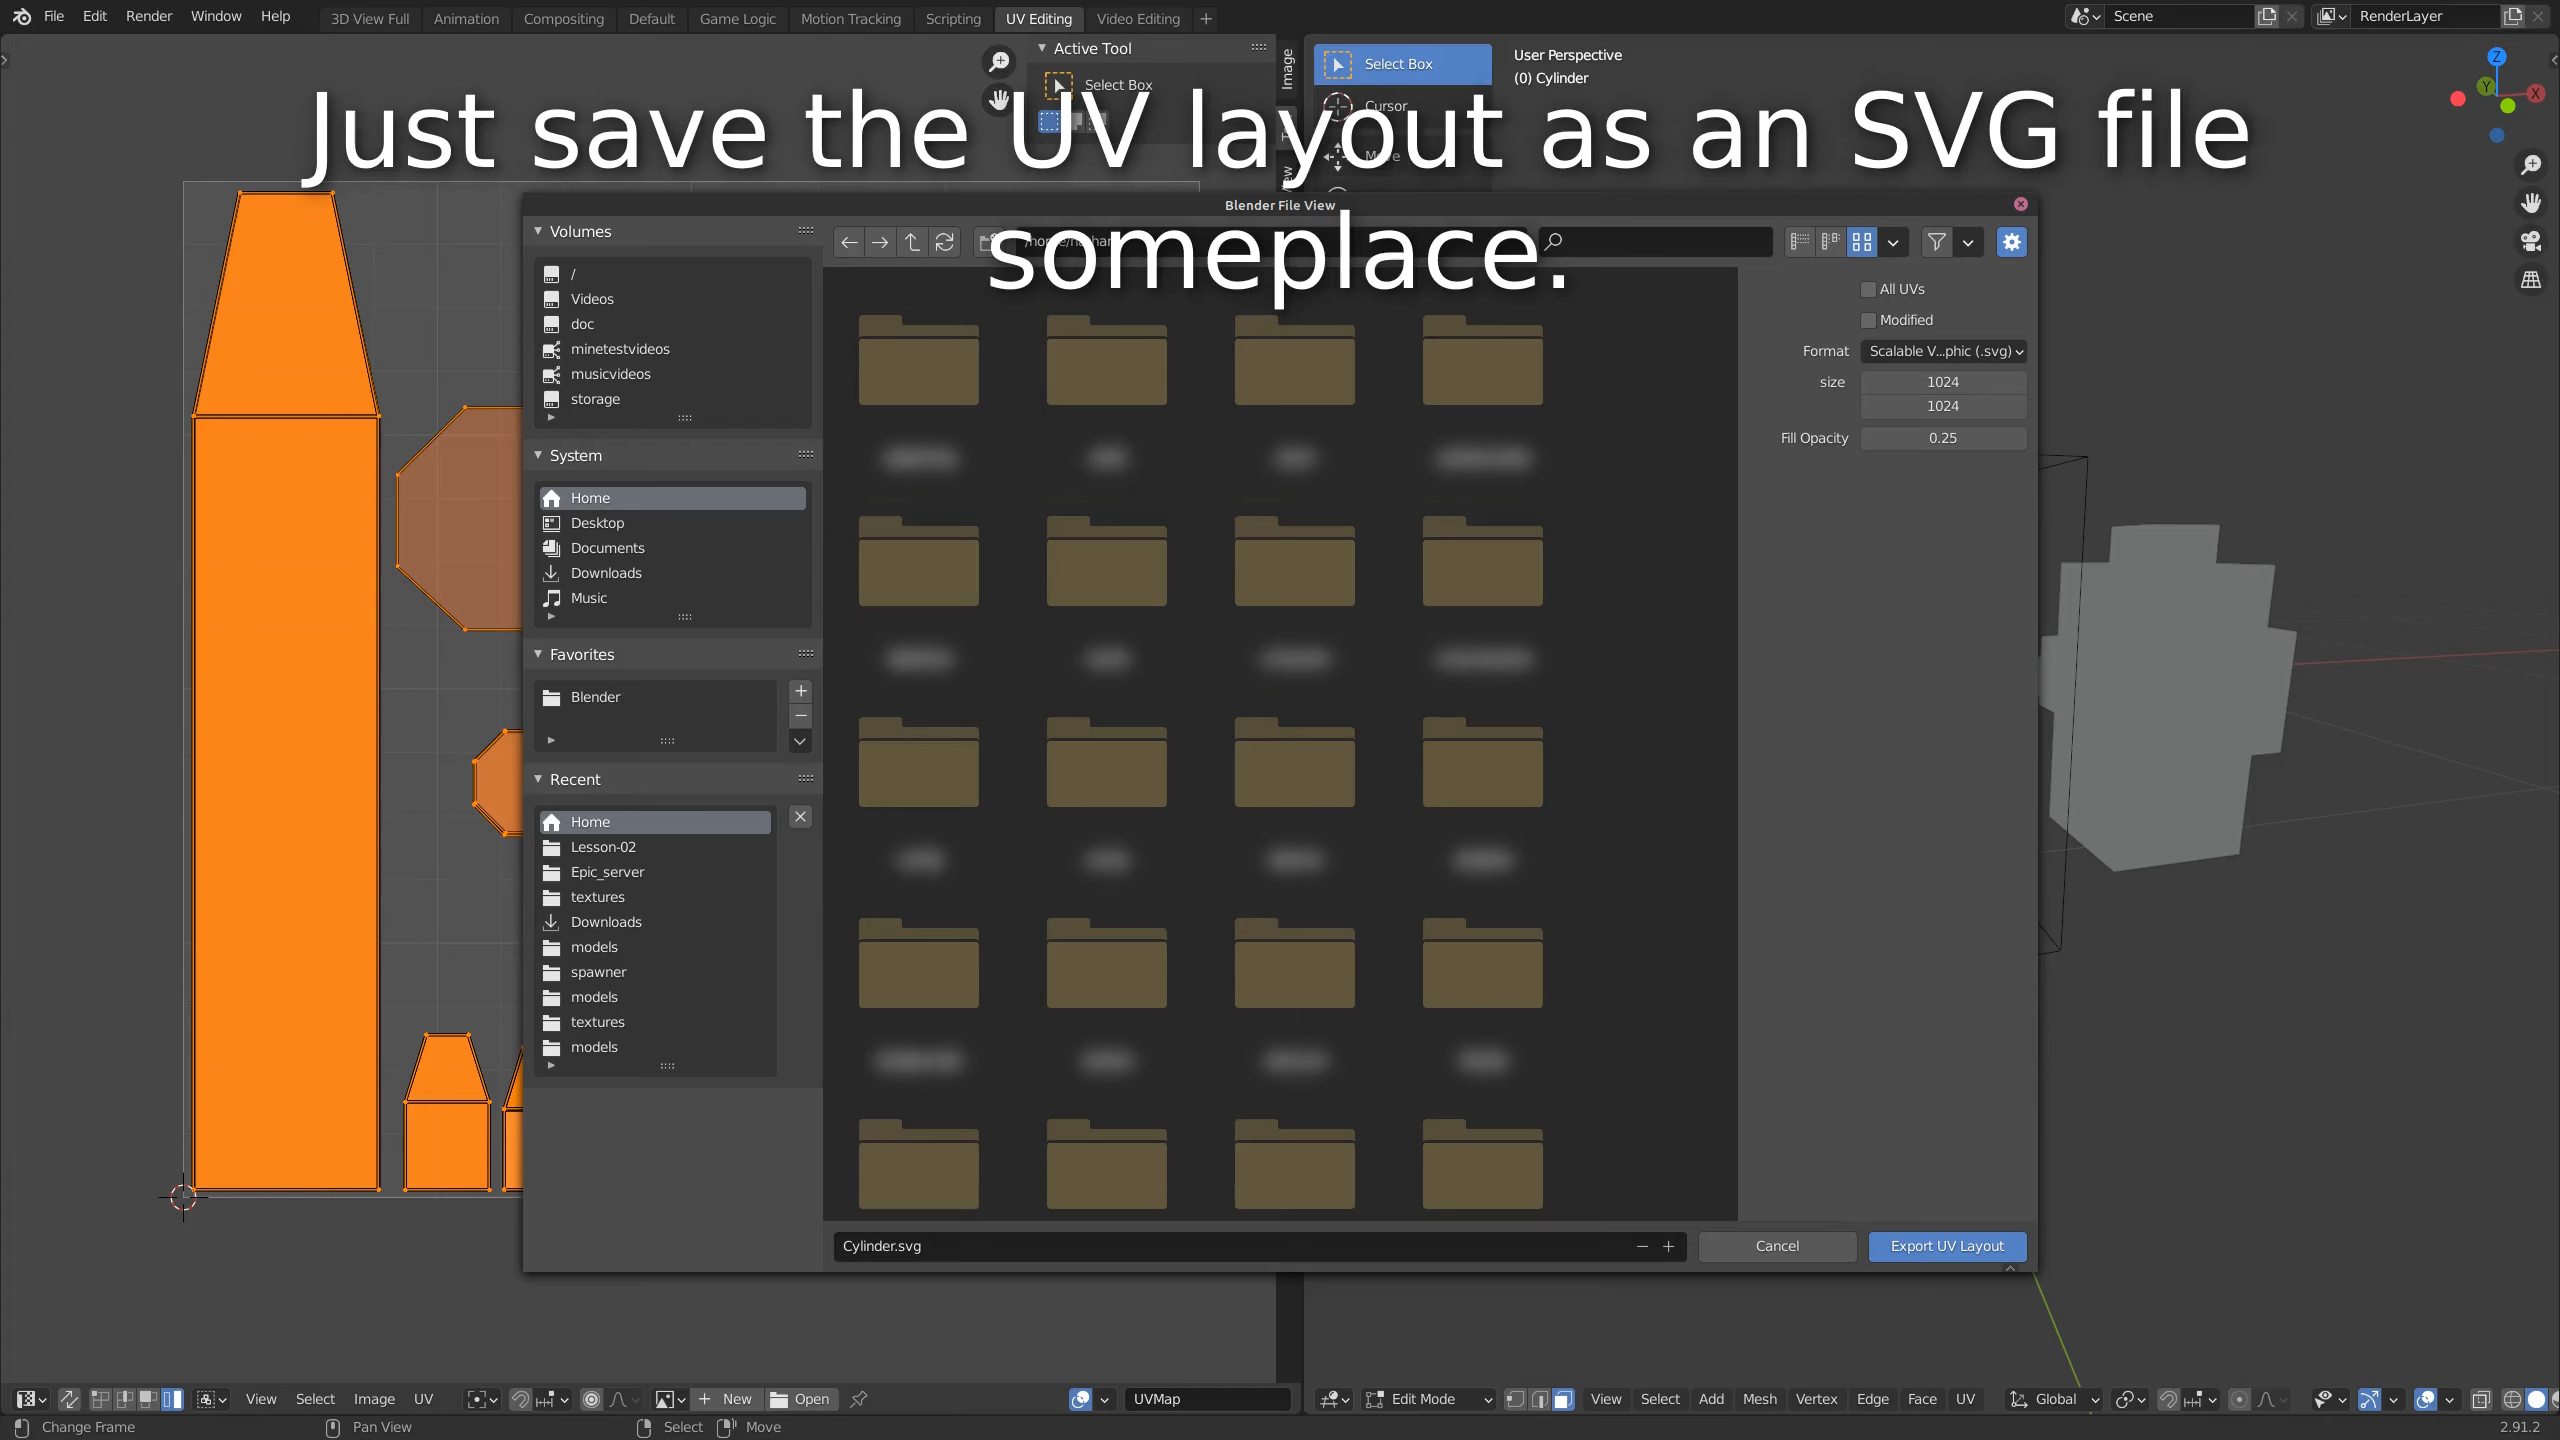 File Edit Render Window Help
3D View Full Animation Compositing Default Game Logic Motion Tracking Scripting UV Editing Video Editing +
Scene
RenderLayer
Active Tool
Select Box
Image
Select Box
Cursor
Move
User Perspective
(0) Cylinder
Z
Y
X
Just save the UV layout as an SVG file
someplace.
Blender File View
Volumes
/
Videos
doc
minetestvideos
musicvideos
storage
System
Home
Desktop
Documents
Downloads
Music
Favorites
Blender
Recent
Home
Lesson-02
Epic_server
textures
Downloads
models
spawner
models
textures
models
All UVs
Modified
Format Scalable V...phic (.svg)
size 1024
1024
Fill Opacity 0.25
Cylinder.svg
Cancel
Export UV Layout
View Select Image UV
New Open
UVMap
Edit Mode
View Select Add Mesh Vertex Edge Face UV
Global
Change Frame
Pan View
Select
Move
2.91.2